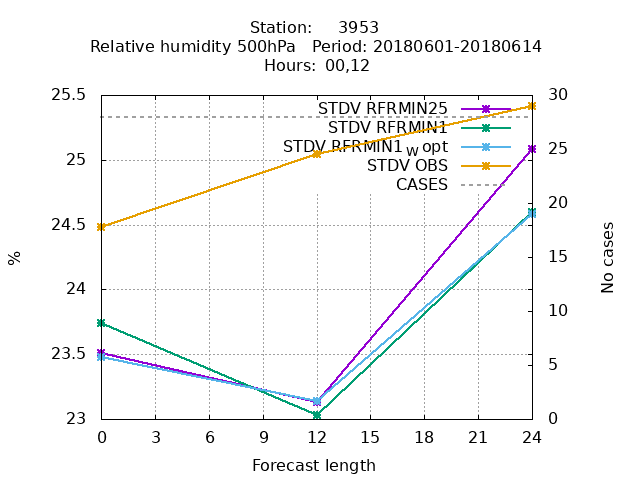 Station: 3953
Relative humidity 500hPa Period: 20180601-20180614
Hours: 00,12
25.5
25
24.5
24
23.5
23
%
STDV RFRMIN25
STDV RFRMIN1
STDV RFRMIN1_W opt
STDV OBS
CASES
30
25
20
15
10
5
0
No cases
0 3 6 9 12 15 18 21 24
Forecast length